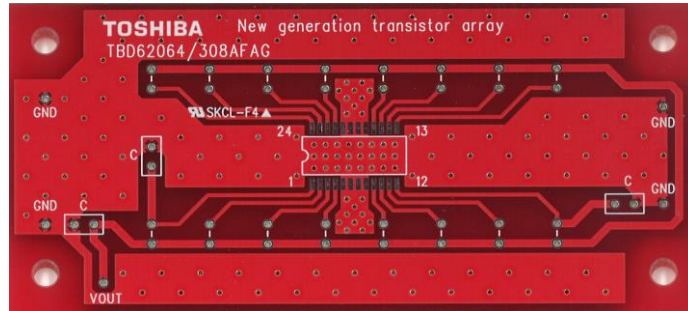 TOSHIBA New generation transistor array
TBD62064/308AFAG
GND
SKCL-F4
24
13
GND
C
1
12
GND
C
C
GND
VOUT